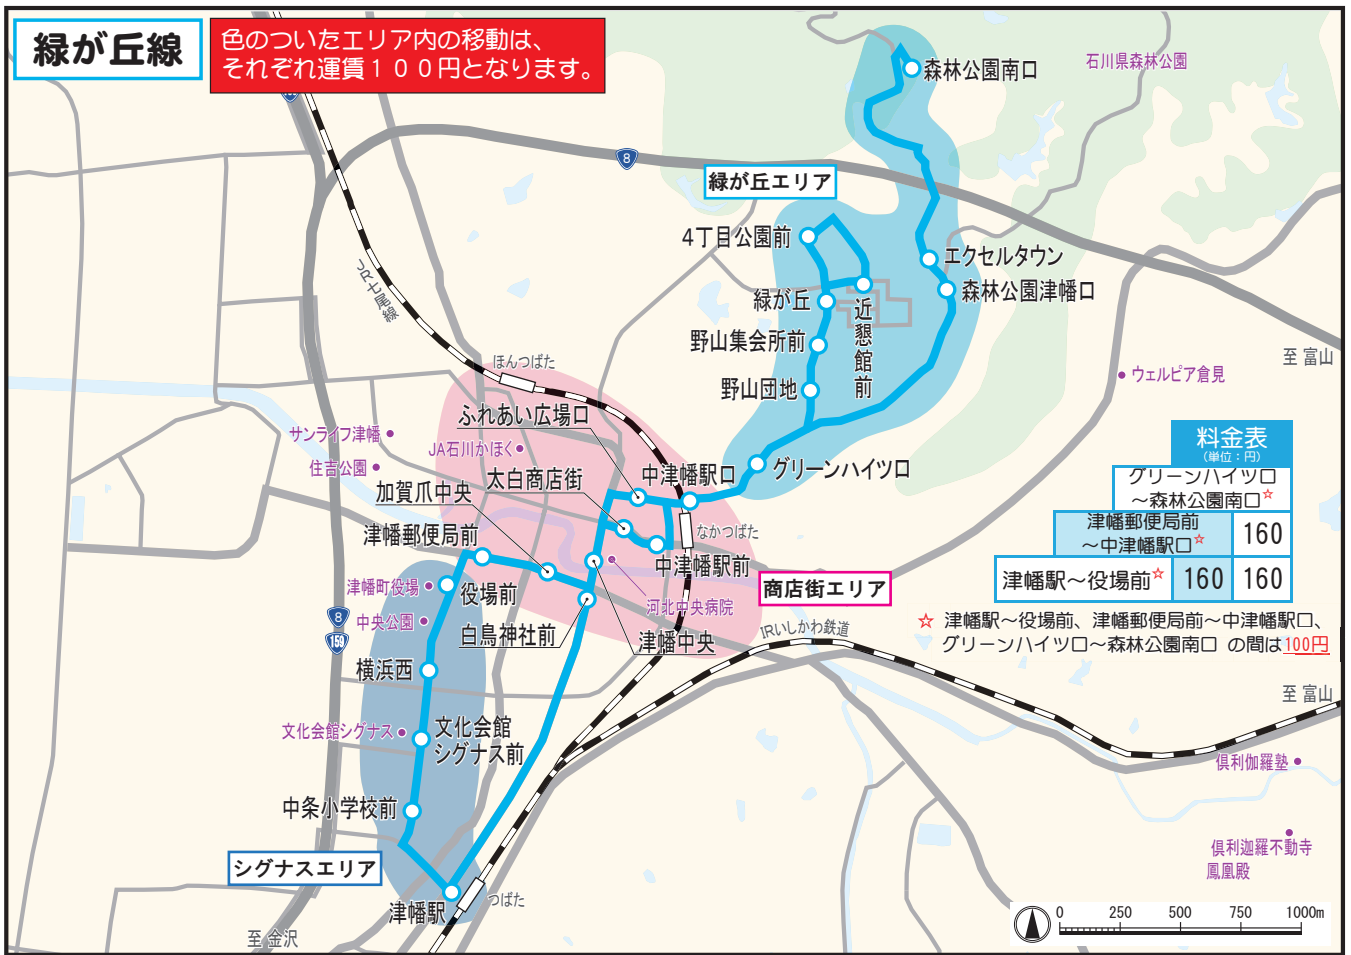 緑が丘線
色のついたエリア内の移動は、
それぞれ運賃１００円となります。
8
森林公園南口
石川県森林公園
緑が丘エリア
4丁目公園前
エクセルタウン
森林公園津幡口
緑が丘
近懇館前
野山集会所前
野山団地
グリーンハイツ口
JR七尾線
ほんつばた
ふれあい広場口
サンライフ津幡
住吉公園
JA石川かほく
太白商店街
加賀爪中央
中津幡駅口
なかつばた
津幡郵便局前
中津幡駅前
商店街エリア
津幡町役場
役場前
河北中央病院
中央公園
白鳥神社前
津幡中央
IRいしかわ鉄道
8
159
横浜西
文化会館シグナス
文化会館
シグナス前
中条小学校前
シグナスエリア
津幡駅
つばた
至 金沢
至 富山
ウェルピア倉見
料金表
（単位：円）
グリーンハイツ口
～森林公園南口☆
津幡郵便局前
～中津幡駅口☆
160
津幡駅～役場前☆
160
160
☆ 津幡駅～役場前、津幡郵便局前～中津幡駅口、
グリーンハイツ口～森林公園南口 の間は100円
至 富山
倶利伽羅塾
倶利迦羅不動寺
鳳凰殿
0 250 500 750 1000m